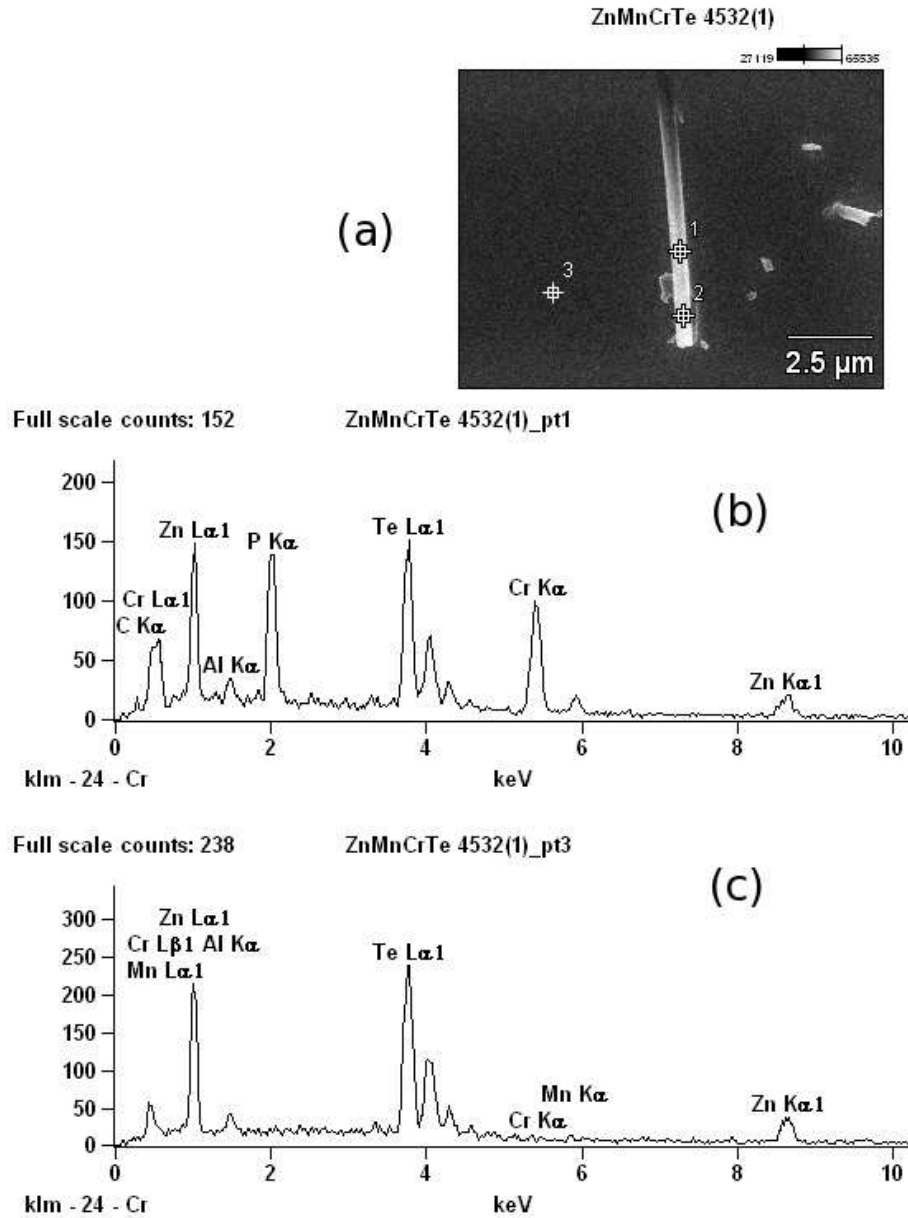 ZnMnCrTe 4532(1)
27119 65535
(a)
1
3
2
2.5 µm
Full scale counts: 152 ZnMnCrTe 4532(1)_pt1
(b)
200
150
100
50
0
Zn Lα1
P Kα
Te Lα1
Cr Lα1
C Kα
Al Kα
Cr Kα
Zn Kα1
0 2 4 6 8 10
klm - 24 - Cr keV
Full scale counts: 238 ZnMnCrTe 4532(1)_pt3
(c)
300
250
200
150
100
50
0
Zn Lα1
Cr Lβ1 Al Kα
Mn Lα1
Te Lα1
Mn Kα
Cr Kα
Zn Kα1
0 2 4 6 8 10
klm - 24 - Cr keV